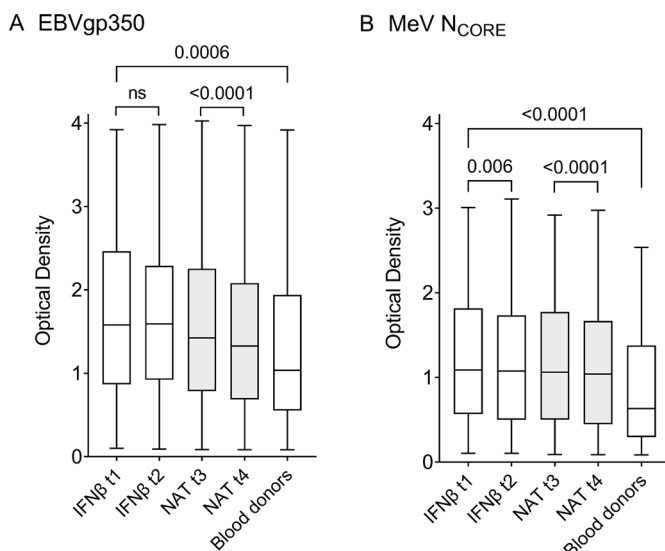 A EBVgp350
0.0006
ns
<0.0001
4
3
2
1
0
Optical Density
IFNβ t1
IFNβ t2
NAT t3
NAT t4
Blood donors
B MeV N_CORE
<0.0001
0.006
<0.0001
4
3
2
1
0
Optical Density
IFNβ t1
IFNβ t2
NAT t3
NAT t4
Blood donors